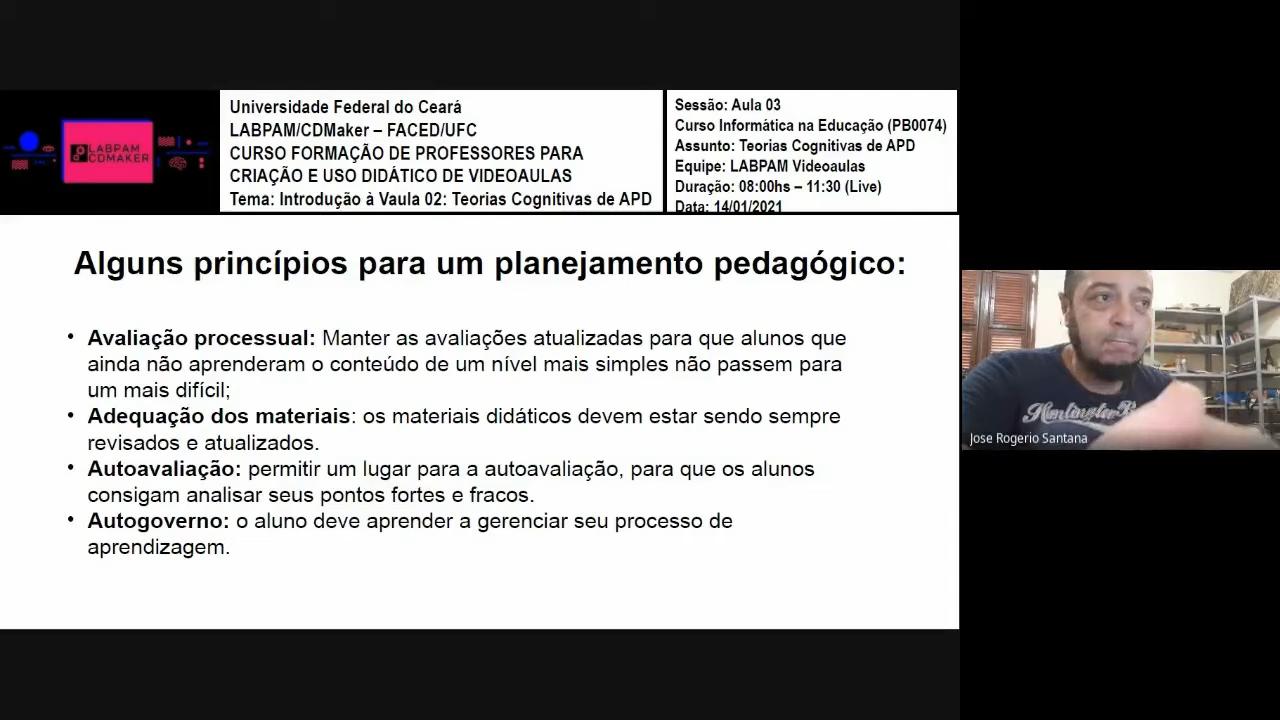 LABPAM
CDMAKER
Universidade Federal do Ceará
LABPAM/CDMaker – FACED/UFC
CURSO FORMAÇÃO DE PROFESSORES PARA
CRIAÇÃO E USO DIDÁTICO DE VIDEOAULAS
Tema: Introdução à Vaula 02: Teorias Cognitivas de APD
Sessão: Aula 03
Curso Informática na Educação (PB0074)
Assunto: Teorias Cognitivas de APD
Equipe: LABPAM Videoaulas
Duração: 08:00hs – 11:30 (Live)
Data: 14/01/2021
Alguns princípios para um planejamento pedagógico:
• Avaliação processual: Manter as avaliações atualizadas para que alunos que
ainda não aprenderam o conteúdo de um nível mais simples não passem para
um mais difícil;
• Adequação dos materiais: os materiais didáticos devem estar sendo sempre
revisados e atualizados.
• Autoavaliação: permitir um lugar para a autoavaliação, para que os alunos
consigam analisar seus pontos fortes e fracos.
• Autogoverno: o aluno deve aprender a gerenciar seu processo de
aprendizagem.
Jose Rogerio Santana